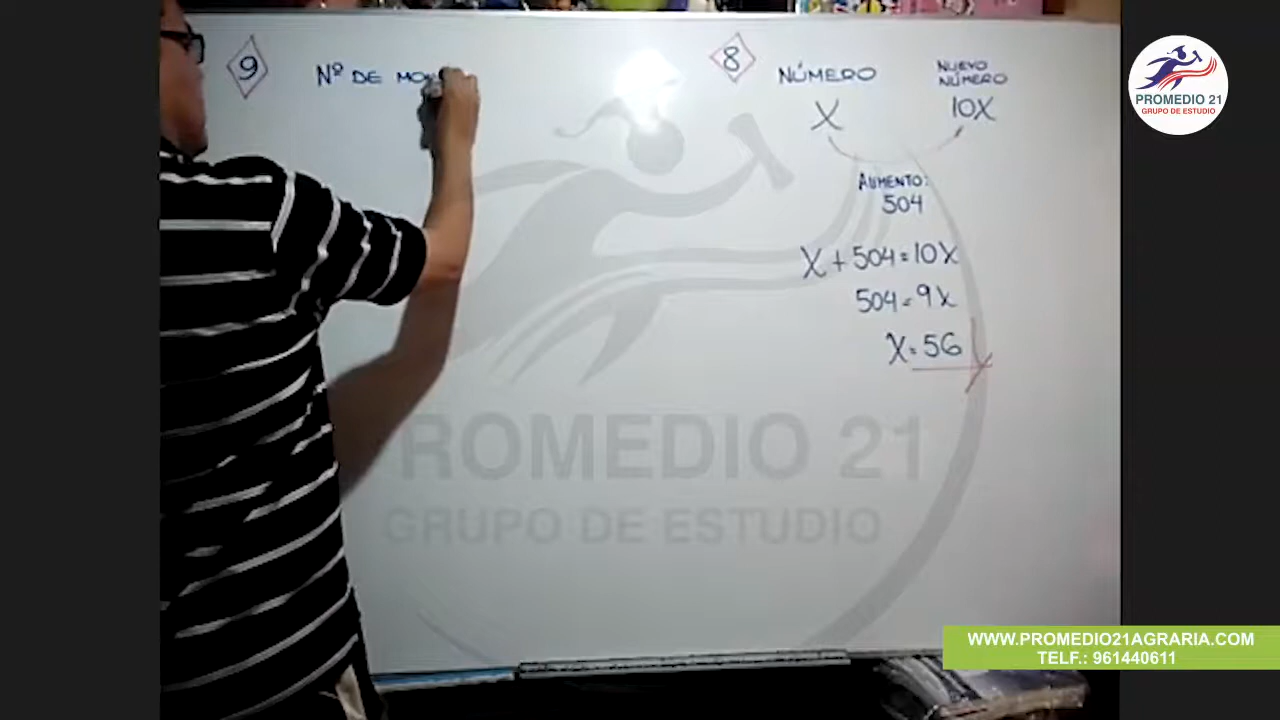 9
Nº DE
8
NÚMERO
NUEVO
NÚMERO
X
10X
AUMENTO:
504
X + 504 = 10X
504 = 9X
X = 56
PROMEDIO 21
GRUPO DE ESTUDIO
PROMEDIO 21
GRUPO DE ESTUDIO
WWW.PROMEDIO21AGRARIA.COM
TELF.: 961440611